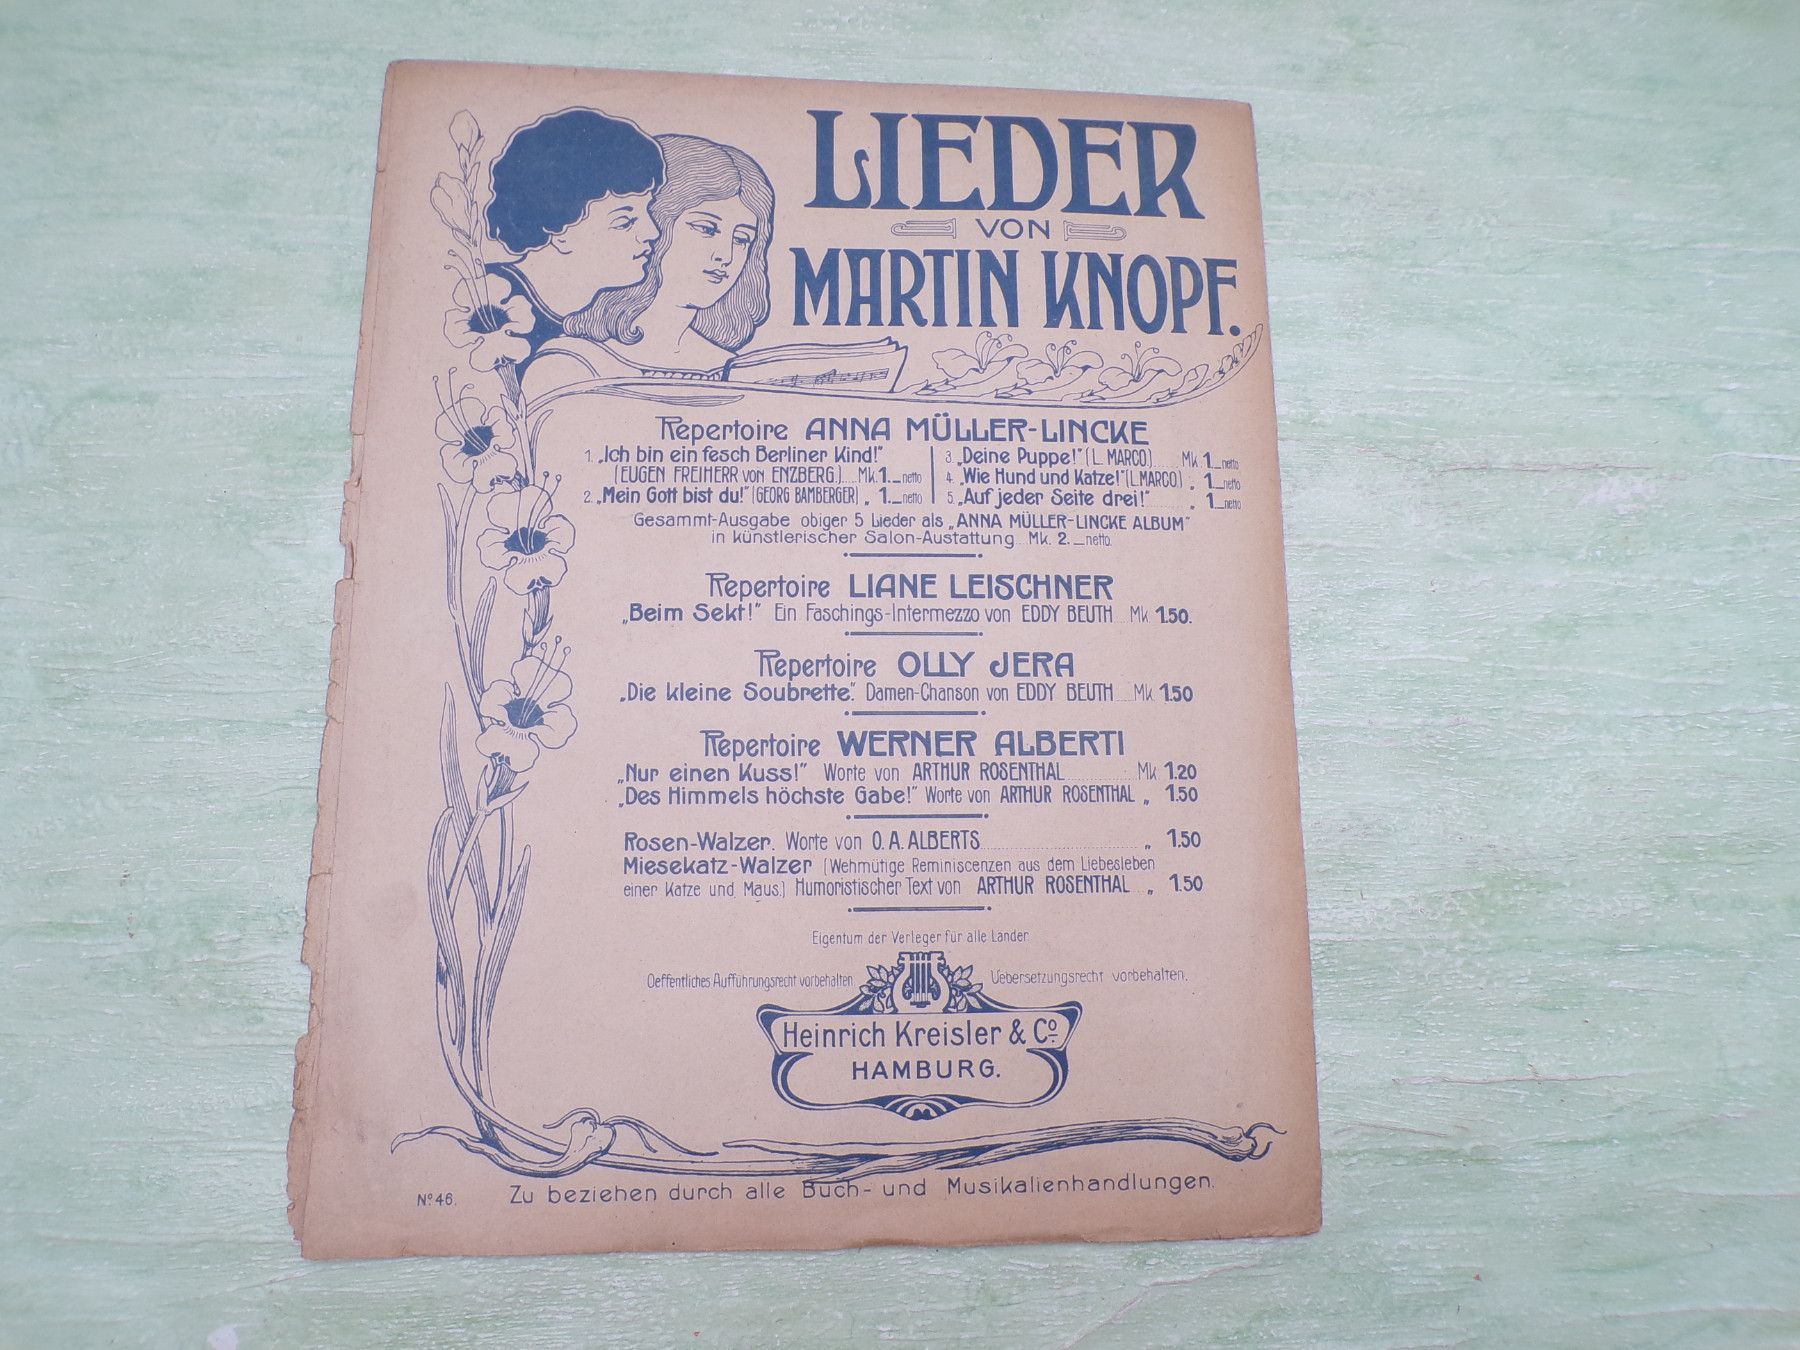 LIEDER
VON
MARTIN KNOPF.
Repertoire ANNA MÜLLER-LINCKE
1. „Ich bin ein fesch Berliner Kind!"
(EUGEN FREIHERR von ENZBERG.)....Mk. 1._netto
2. „Mein Gott bist du!" (GEORG BAMBERGER) „ 1._netto
3. „Deine Puppe!" (L. MARCO)...... Mk. 1._netto
4. „Wie Hund und Katze!" (L. MARCO.) „ 1._netto
5. „Auf jeder Seite drei!"........ „ 1._netto
Gesammt-Ausgabe obiger 5 Lieder als „ANNA MÜLLER-LINCKE ALBUM"
in künstlerischer Salon-Austattung...Mk. 2._netto.
Repertoire LIANE LEISCHNER
„Beim Sekt!" Ein Faschings-Intermezzo von EDDY BEUTH....Mk 1.50.
Repertoire OLLY JERA
„Die kleine Soubrette". Damen-Chanson von EDDY BEUTH.....Mk 1.50
Repertoire WERNER ALBERTI
„Nur einen Kuss!" Worte von ARTHUR ROSENTHAL............Mk 1.20
„Des Himmels höchste Gabe!" Worte von ARTHUR ROSENTHAL „ 1.50
Rosen-Walzer. Worte von O. A. ALBERTS........................ „ 1.50
Miesekatz-Walzer (Wehmütige Reminiscenzen aus dem Liebesleben
einer Katze und Maus.) Humoristischer Text von ARTHUR ROSENTHAL .. „ 1.50
Eigentum der Verleger für alle Länder
Oeffentliches Aufführungsrecht vorbehalten
Uebersetzungsrecht vorbehalten.
Heinrich Kreisler & Co.
HAMBURG.
No. 46.
Zu beziehen durch alle Buch- und Musikalienhandlungen.